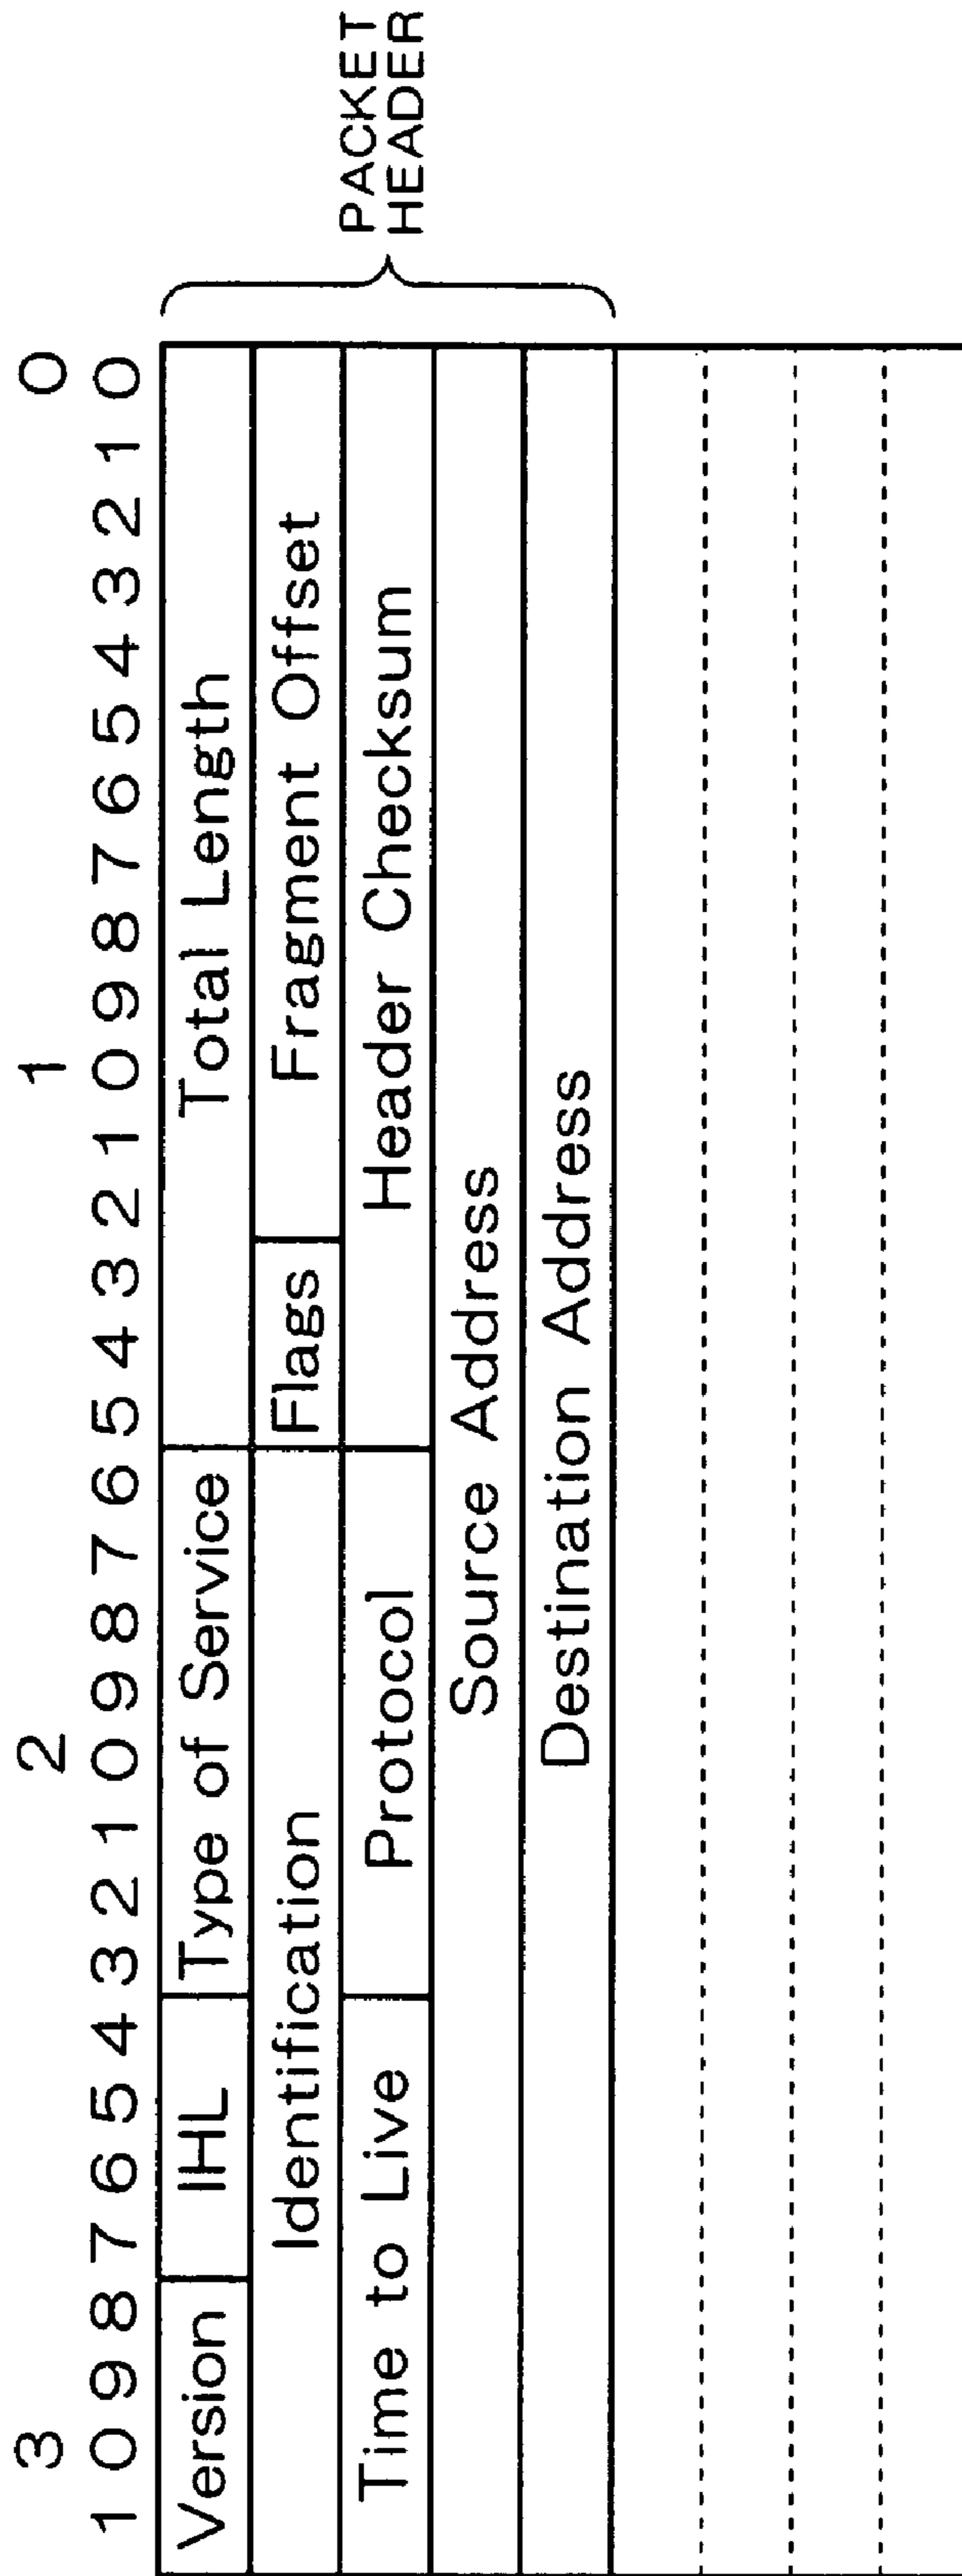 3 2 1 0
1 0 9 8 7 6 5 4 3 2 1 0 9 8 7 6 5 4 3 2 1 0 9 8 7 6 5 4 3 2 1 0
Version IHL Type of Service Total Length
Identification Flags Fragment Offset
Time to Live Protocol Header Checksum
Source Address
Destination Address
PACKET
HEADER